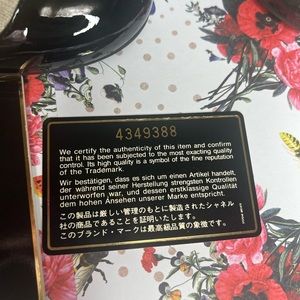 4349388
We certify the authenticity of this item and confirm
that it has been subjected to the most exacting quality
control. Its high quality is a symbol of the fine reputation
of the Trademark.
Wir bestätigen, dass es sich um einen Artikel handelt,
der während seiner Herstellung strengsten Kontrollen
unterworfen war, und dessen erstklassige Qualität
dem hohen Ansehen unserer Marke entspricht.
この製品は厳しい管理のもとに製造されたシャネル
社の商品であることを証明いたします。
このブランド・マークは最高級品質の象徴です。